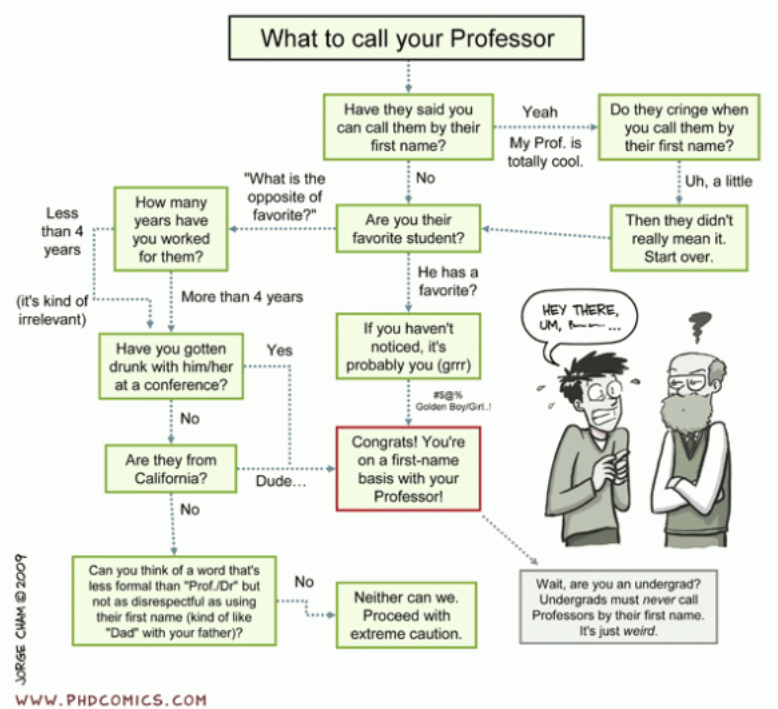 What to call your Professor
Have they said you
can call them by their
first name?
Yeah
My Prof. is
totally cool.
Do they cringe when
you call them by
their first name?
No
Uh, a little
"What is the
opposite of
favorite?"
Less
than 4
years
How many
years have
you worked
for them?
Are you their
favorite student?
Then they didn't
really mean it.
Start over.
He has a
favorite?
(it's kind of
irrelevant)
More than 4 years
HEY THERE,
UM,
...
If you haven't
noticed, it's
probably you (grrr)
Have you gotten
drunk with him/her
at a conference?
Yes
#$@%
Golden Boy/Girl..!
No
Congrats! You're
on a first-name
basis with your
Professor!
Are they from
California?
Dude...
No
Can you think of a word that's
less formal than "Prof./Dr" but
not as disrespectful as using
their first name (kind of like
"Dad" with your father)?
No
Neither can we.
Proceed with
extreme caution.
Wait, are you an undergrad?
Undergrads must never call
Professors by their first name.
It's just weird.
JORGE CHAM © 2009
WWW.PHDCOMICS.COM